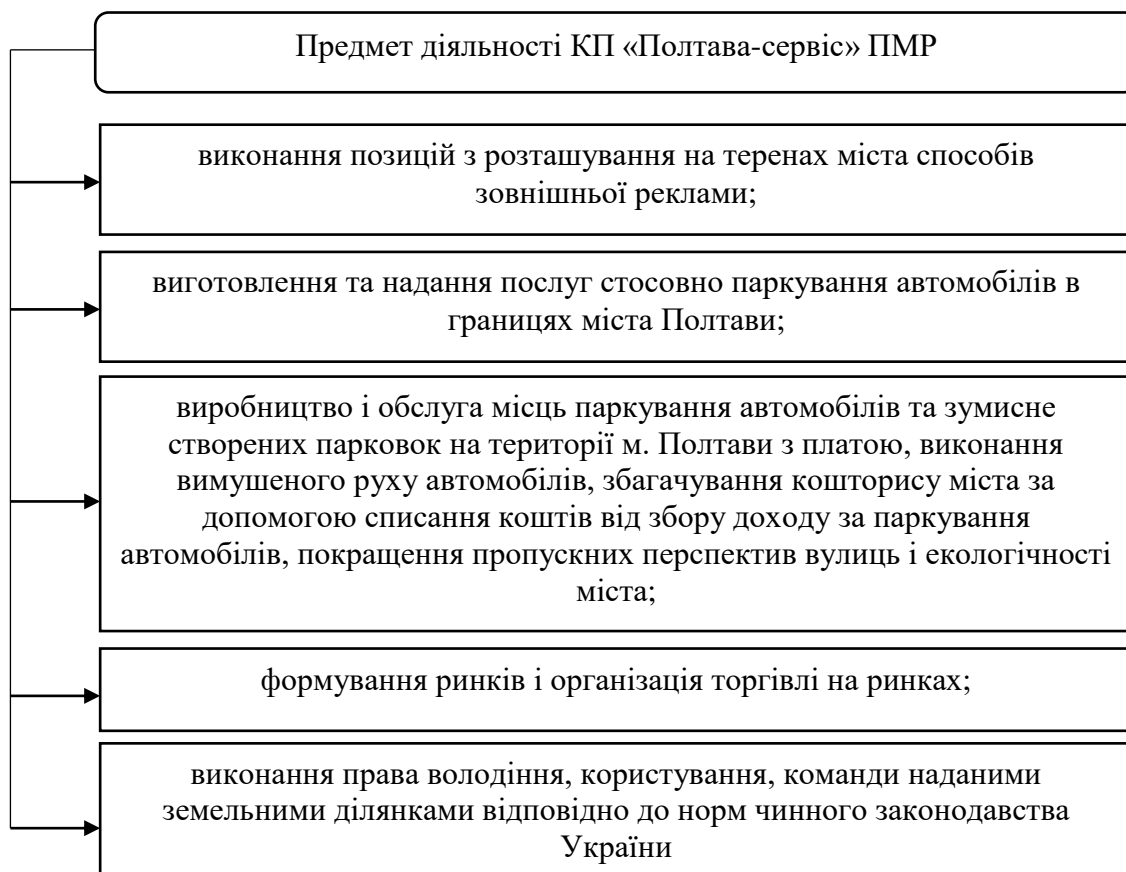 Предмет діяльності КП «Полтава-сервіс» ПМР
виконання позицій з розташування на теренах міста способів
зовнішньої реклами;
виготовлення та надання послуг стосовно паркування автомобілів в
границях міста Полтави;
виробництво і обслуга місць паркування автомобілів та зумисне
створених парковок на території м. Полтави з платою, виконання
вимушеного руху автомобілів, збагачування кошторису міста за
допомогою списання коштів від збору доходу за паркування
автомобілів, покращення пропускних перспектив вулиць і екологічності
міста;
формування ринків і організація торгівлі на ринках;
виконання права володіння, користування, команди наданими
земельними ділянками відповідно до норм чинного законодавства
України